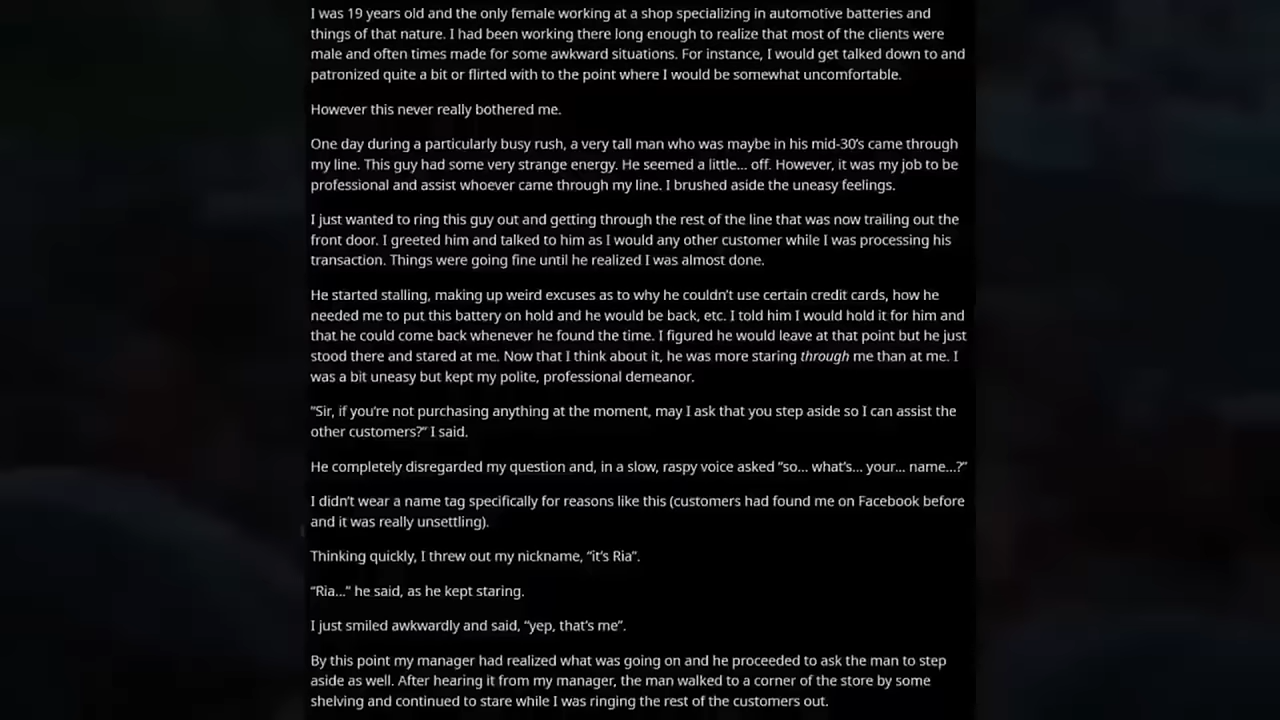 I was 19 years old and the only female working at a shop specializing in automotive batteries and
things of that nature. I had been working there long enough to realize that most of the clients were
male and often times made for some awkward situations. For instance, I would get talked down to and
patronized quite a bit or flirted with to the point where I would be somewhat uncomfortable.
However this never really bothered me.
One day during a particularly busy rush, a very tall man who was maybe in his mid-30’s came through
my line. This guy had some very strange energy. He seemed a little... off. However, it was my job to be
professional and assist whoever came through my line. I brushed aside the uneasy feelings.
I just wanted to ring this guy out and getting through the rest of the line that was now trailing out the
front door. I greeted him and talked to him as I would any other customer while I was processing his
transaction. Things were going fine until he realized I was almost done.
He started stalling, making up weird excuses as to why he couldn’t use certain credit cards, how he
needed me to put this battery on hold and he would be back, etc. I told him I would hold it for him and
that he could come back whenever he found the time. I figured he would leave at that point but he just
stood there and stared at me. Now that I think about it, he was more staring through me than at me. I
was a bit uneasy but kept my polite, professional demeanor.
“Sir, if you’re not purchasing anything at the moment, may I ask that you step aside so I can assist the
other customers?” I said.
He completely disregarded my question and, in a slow, raspy voice asked “so... what’s... your... name...?”
I didn’t wear a name tag specifically for reasons like this (customers had found me on Facebook before
and it was really unsettling).
Thinking quickly, I threw out my nickname, “it’s Ria”.
“Ria...” he said, as he kept staring.
I just smiled awkwardly and said, “yep, that’s me”.
By this point my manager had realized what was going on and he proceeded to ask the man to step
aside as well. After hearing it from my manager, the man walked to a corner of the store by some
shelving and continued to stare while I was ringing the rest of the customers out.